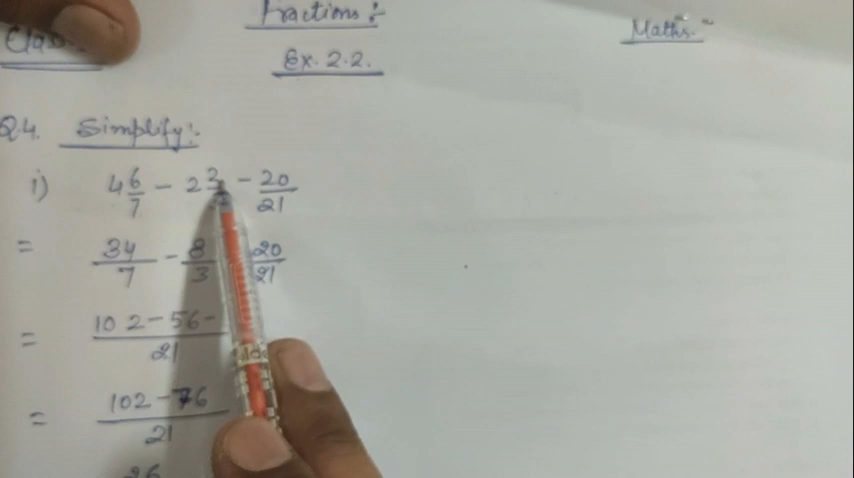 Fractions :-
Maths.
Ex. 2.2.
Q4. Simplify:-
i) 4 6/7 - 2 2/ - 20/21
= 34/7 - 8/3 20/21
= 102-56-/21
= 102-76/21
26